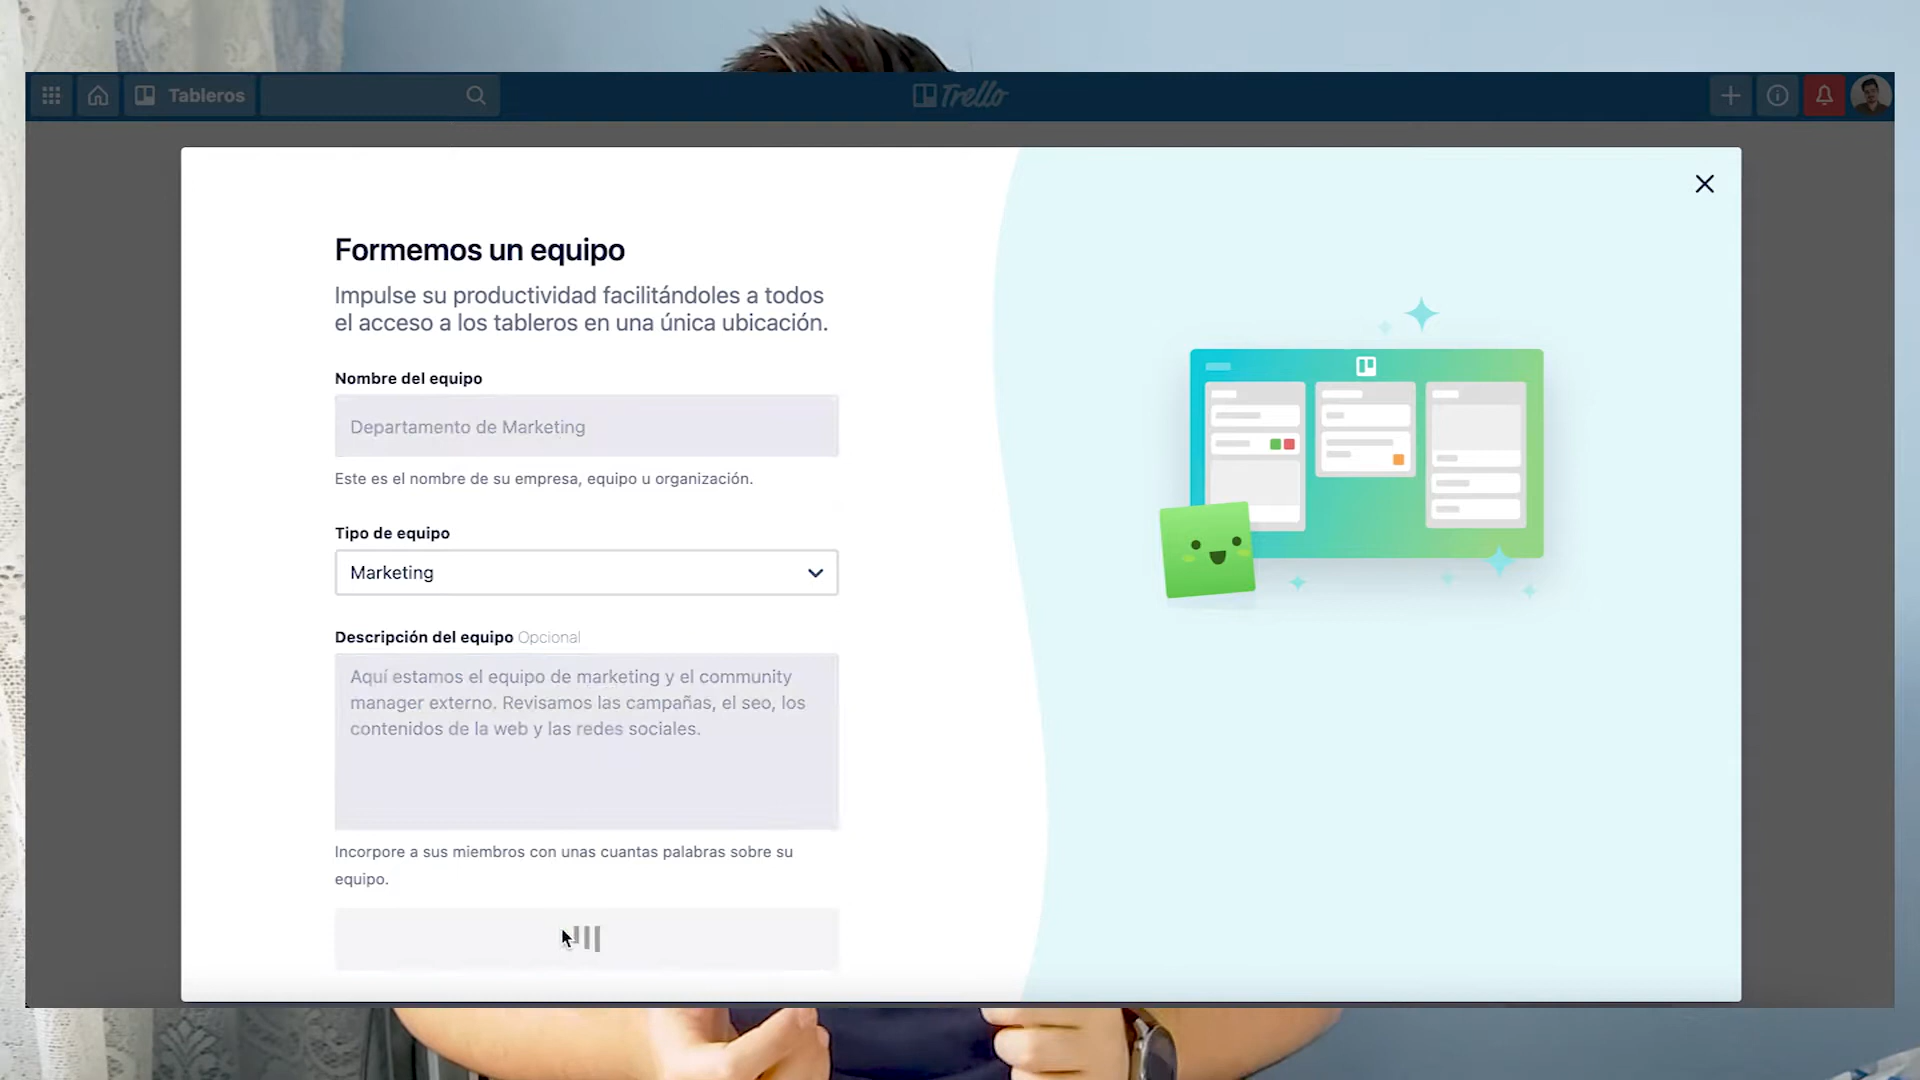 Tableros
Trello
Formemos un equipo
Impulse su productividad facilitándoles a todos
el acceso a los tableros en una única ubicación.
Nombre del equipo
Departamento de Marketing
Este es el nombre de su empresa, equipo u organización.
Tipo de equipo
Marketing
Descripción del equipo Opcional
Aquí estamos el equipo de marketing y el community
manager externo. Revisamos las campañas, el seo, los
contenidos de la web y las redes sociales.
Incorpore a sus miembros con unas cuantas palabras sobre su
equipo.